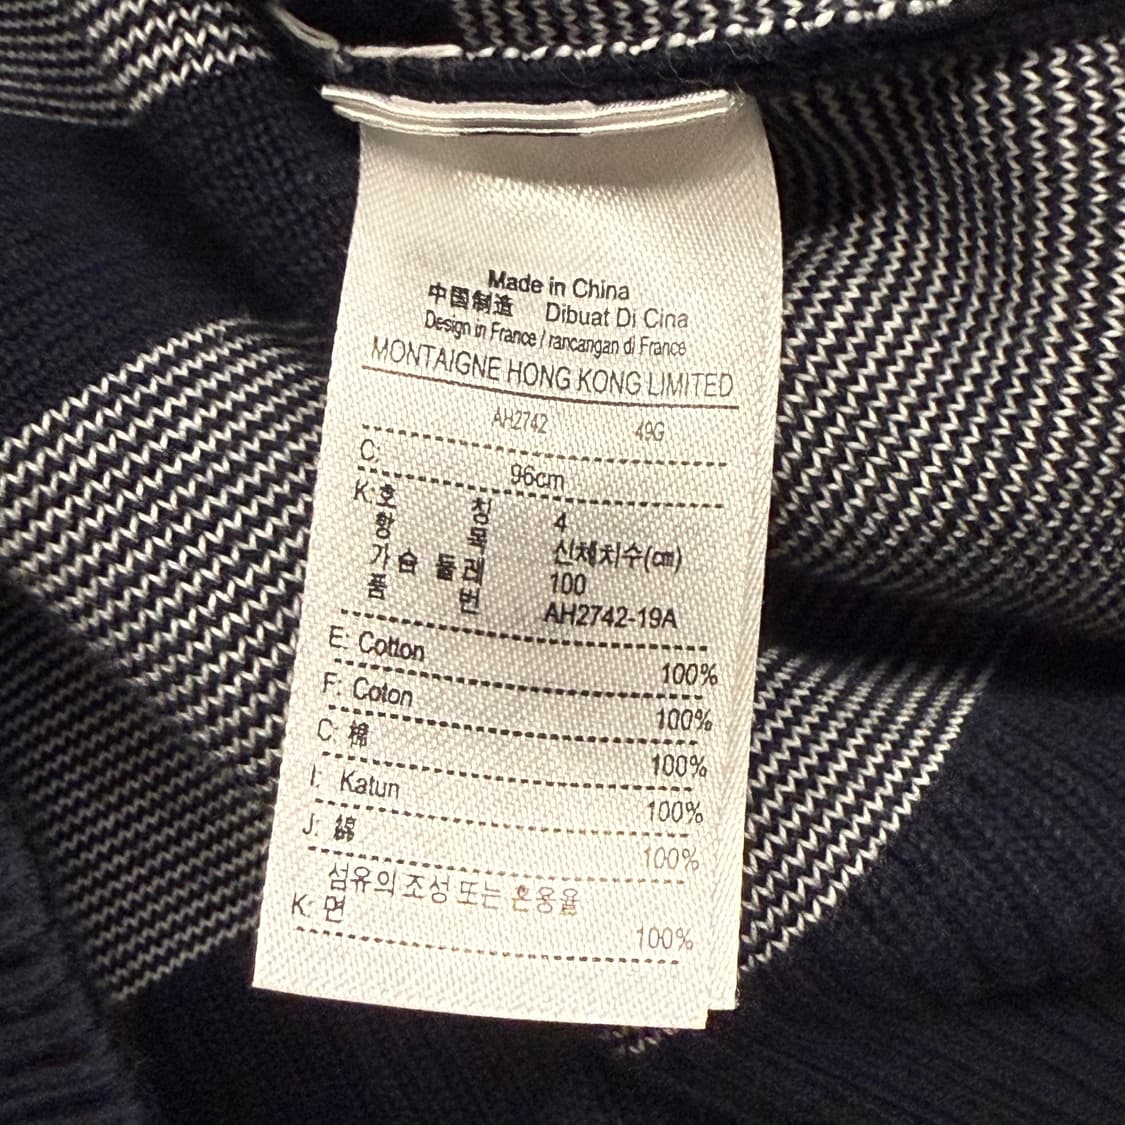 Made in China
中国制造 Dibuat Di Cina
Design in France / rancangan di France
MONTAIGNE HONG KONG LIMITED
AH2742 49G
C: 96cm
K: 호 칭 4
항 목 신체치수(㎝)
가슴둘레 100
품 번 AH2742-19A
E: Cotton 100%
F: Coton 100%
C: 棉 100%
I: Katun 100%
J: 綿 100%
섬유의 조성 또는 혼용율
K: 면 100%